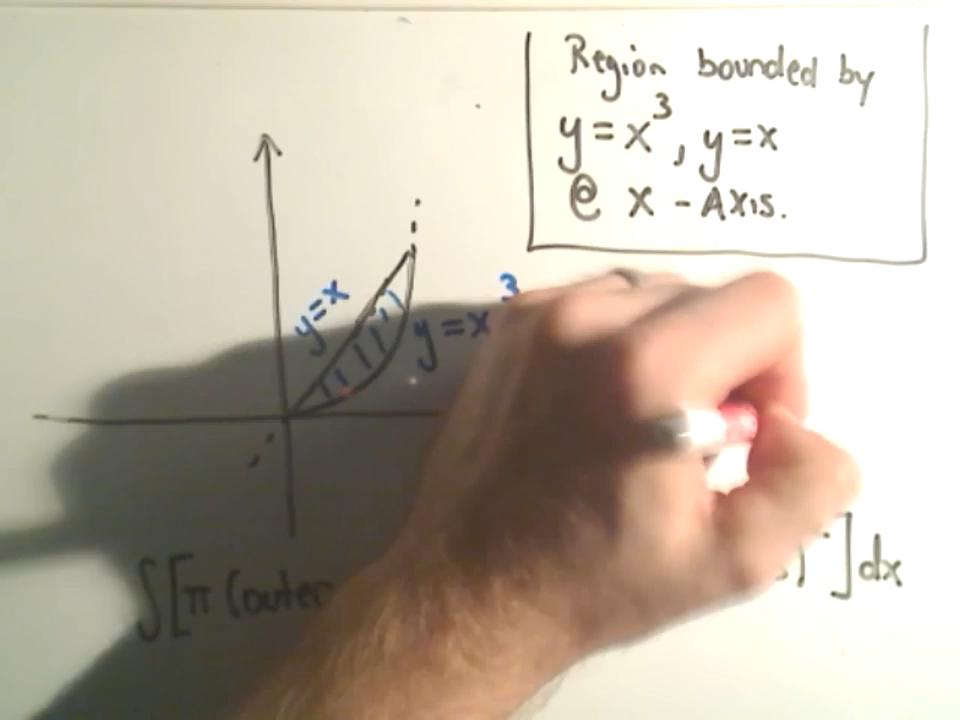 Region bounded by
y=x³, y=x
@ x-Axis.
y=x
y=x³
∫[π(outer )]dx